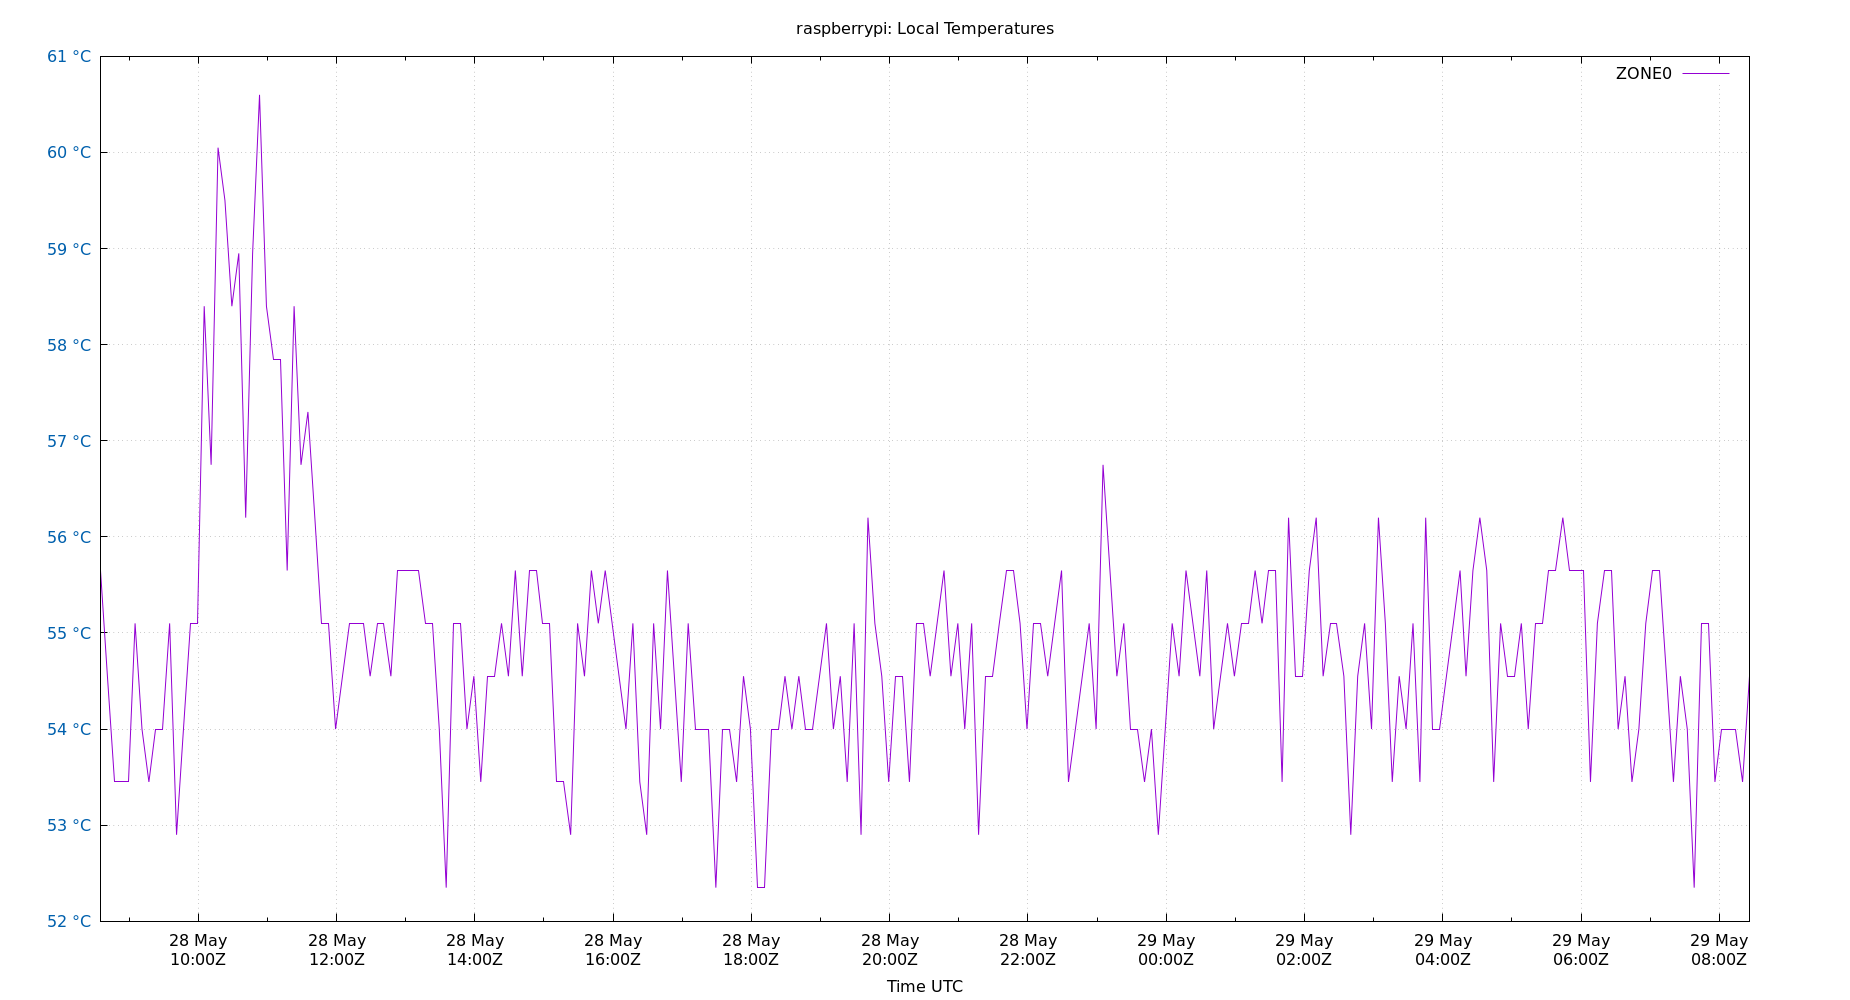 raspberrypi: Local Temperatures
61 °C
ZONE0
60 °C
59 °C
58 °C
57 °C
56 °C
55 °C
54 °C
53 °C
52 °C
28 May 28 May 28 May 28 May 28 May 28 May 28 May 29 May 29 May 29 May 29 May 29 May
10:00Z 12:00Z 14:00Z 16:00Z 18:00Z 20:00Z 22:00Z 00:00Z 02:00Z 04:00Z 06:00Z 08:00Z
Time UTC